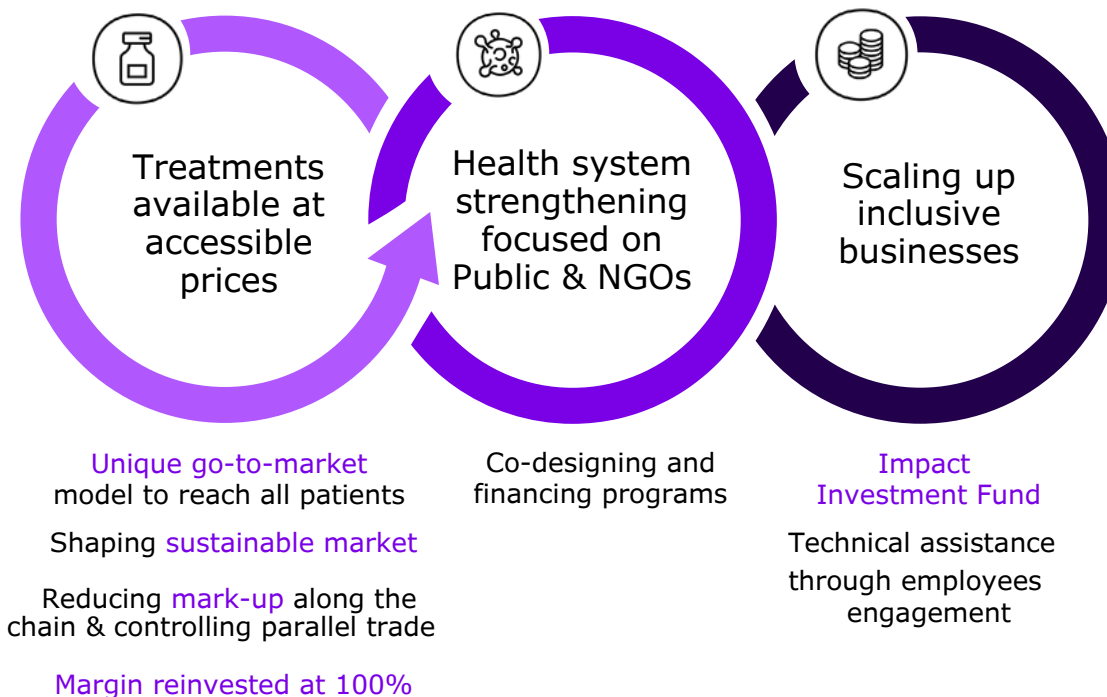 Treatments
available at
accessible
prices
Health system
strengthening
focused on
Public & NGOs
Scaling up
inclusive
businesses
Unique go-to-market
model to reach all patients
Shaping sustainable market
Reducing mark-up along the
chain & controlling parallel trade
Margin reinvested at 100%
Co-designing and
financing programs
Impact
Investment Fund
Technical assistance
through employees
engagement